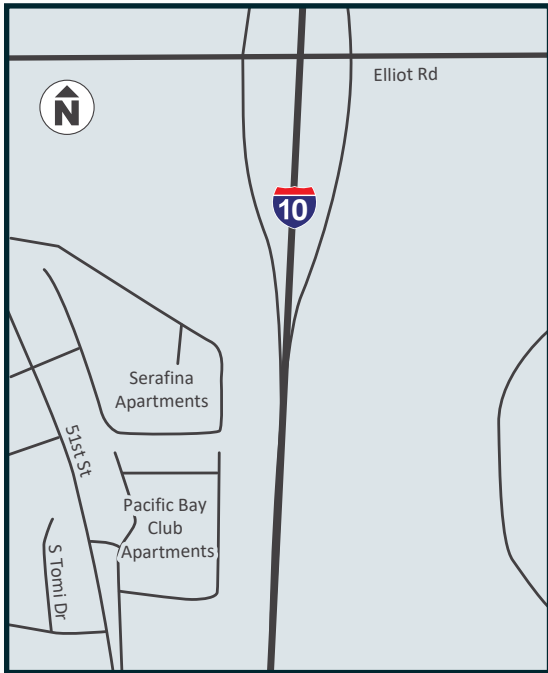 Elliot Rd
N
10
Serafina
Apartments
51st St
Pacific Bay
Club
Apartments
S Tomi Dr